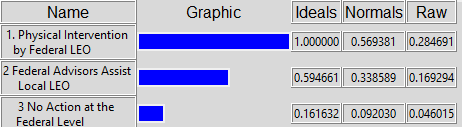 Name Graphic Ideals Normals Raw
1. Physical Intervention
by Federal LEO
1.000000 0.569381 0.284691
2 Federal Advisors Assist
Local LEO
0.594661 0.338589 0.169294
3 No Action at the
Federal Level
0.161632 0.092030 0.046015